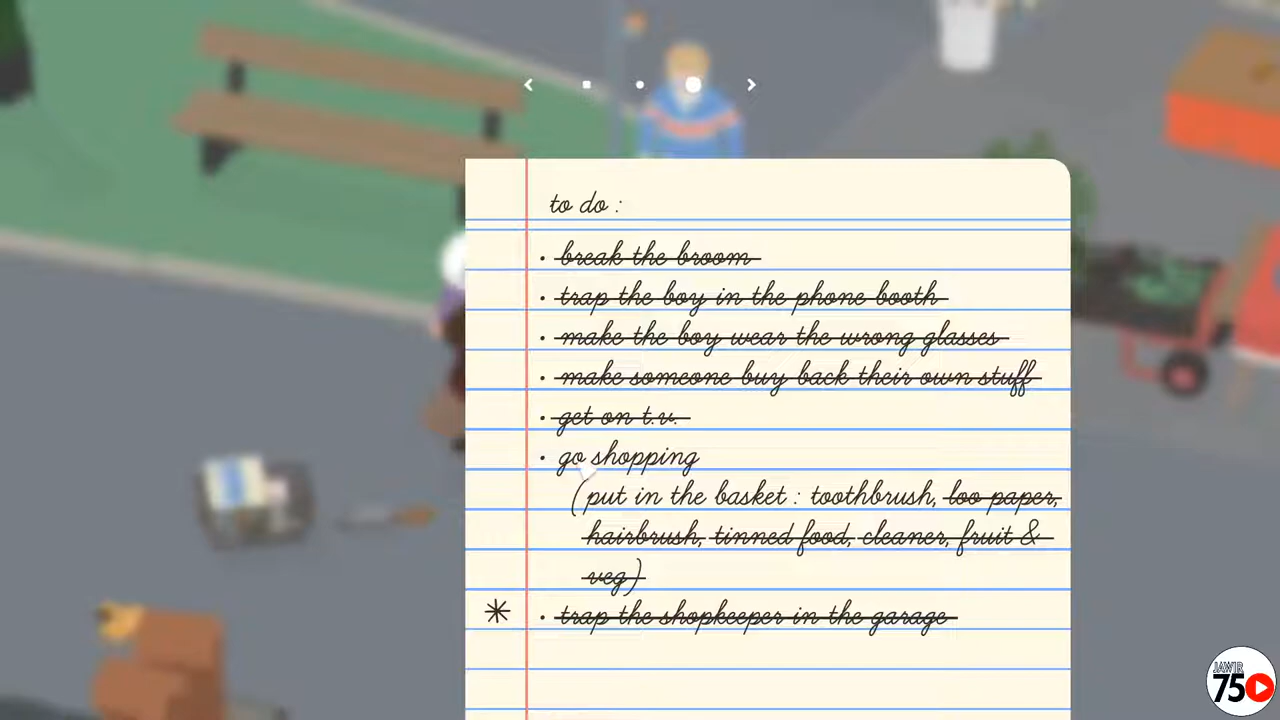 to do :
• break the broom
• trap the boy in the phone booth
• make the boy wear the wrong glasses
• make someone buy back their own stuff
• get on t.v.
• go shopping
(put in the basket : toothbrush, loo paper,
hairbrush, tinned food, cleaner, fruit &
veg)
* • trap the shopkeeper in the garage
JAWIR
75